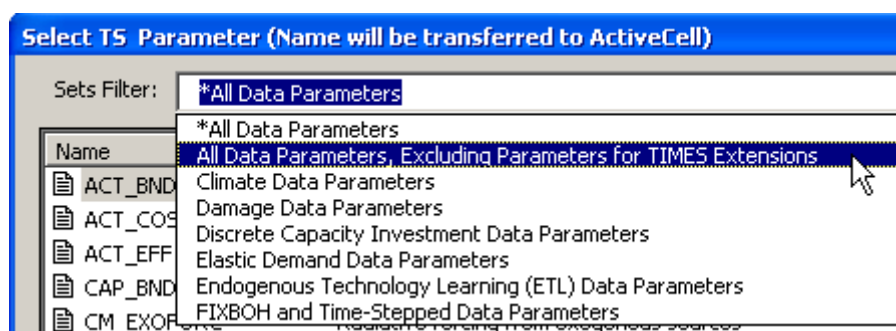 Select TS Parameter (Name will be transferred to ActiveCell)
Sets Filter: *All Data Parameters
*All Data Parameters
Name
All Data Parameters, Excluding Parameters for TIMES Extensions
ACT_BND
Climate Data Parameters
Damage Data Parameters
ACT_COS
Discrete Capacity Investment Data Parameters
ACT_EFF
Elastic Demand Data Parameters
CAP_BND
Endogenous Technology Learning (ETL) Data Parameters
FIXBOH and Time-Stepped Data Parameters
CM_EXOFORC Radiative forcing from exogenous sources